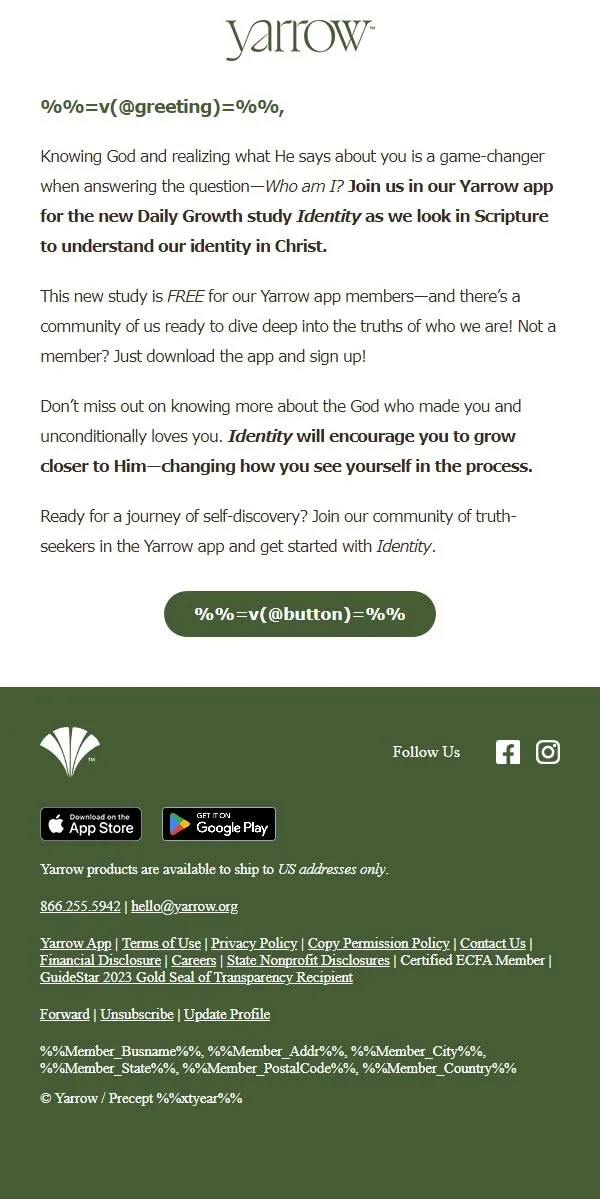 yarrow™
%%=v(@greeting)=%%,
Knowing God and realizing what He says about you is a game-changer
when answering the question—Who am I? Join us in our Yarrow app
for the new Daily Growth study Identity as we look in Scripture
to understand our identity in Christ.
This new study is FREE for our Yarrow app members—and there’s a
community of us ready to dive deep into the truths of who we are! Not a
member? Just download the app and sign up!
Don’t miss out on knowing more about the God who made you and
unconditionally loves you. Identity will encourage you to grow
closer to Him—changing how you see yourself in the process.
Ready for a journey of self-discovery? Join our community of truth-
seekers in the Yarrow app and get started with Identity.
%%=v(@button)=%%
™
Follow Us
Download on the
App Store
GET IT ON
Google Play
Yarrow products are available to ship to US addresses only.
866.255.5942 | hello@yarrow.org
Yarrow App | Terms of Use | Privacy Policy | Copy Permission Policy | Contact Us |
Financial Disclosure | Careers | State Nonprofit Disclosures | Certified ECFA Member |
GuideStar 2023 Gold Seal of Transparency Recipient
Forward | Unsubscribe | Update Profile
%%Member_Busname%%, %%Member_Addr%%, %%Member_City%%,
%%Member_State%%, %%Member_PostalCode%%, %%Member_Country%%
© Yarrow / Precept %%xtyear%%